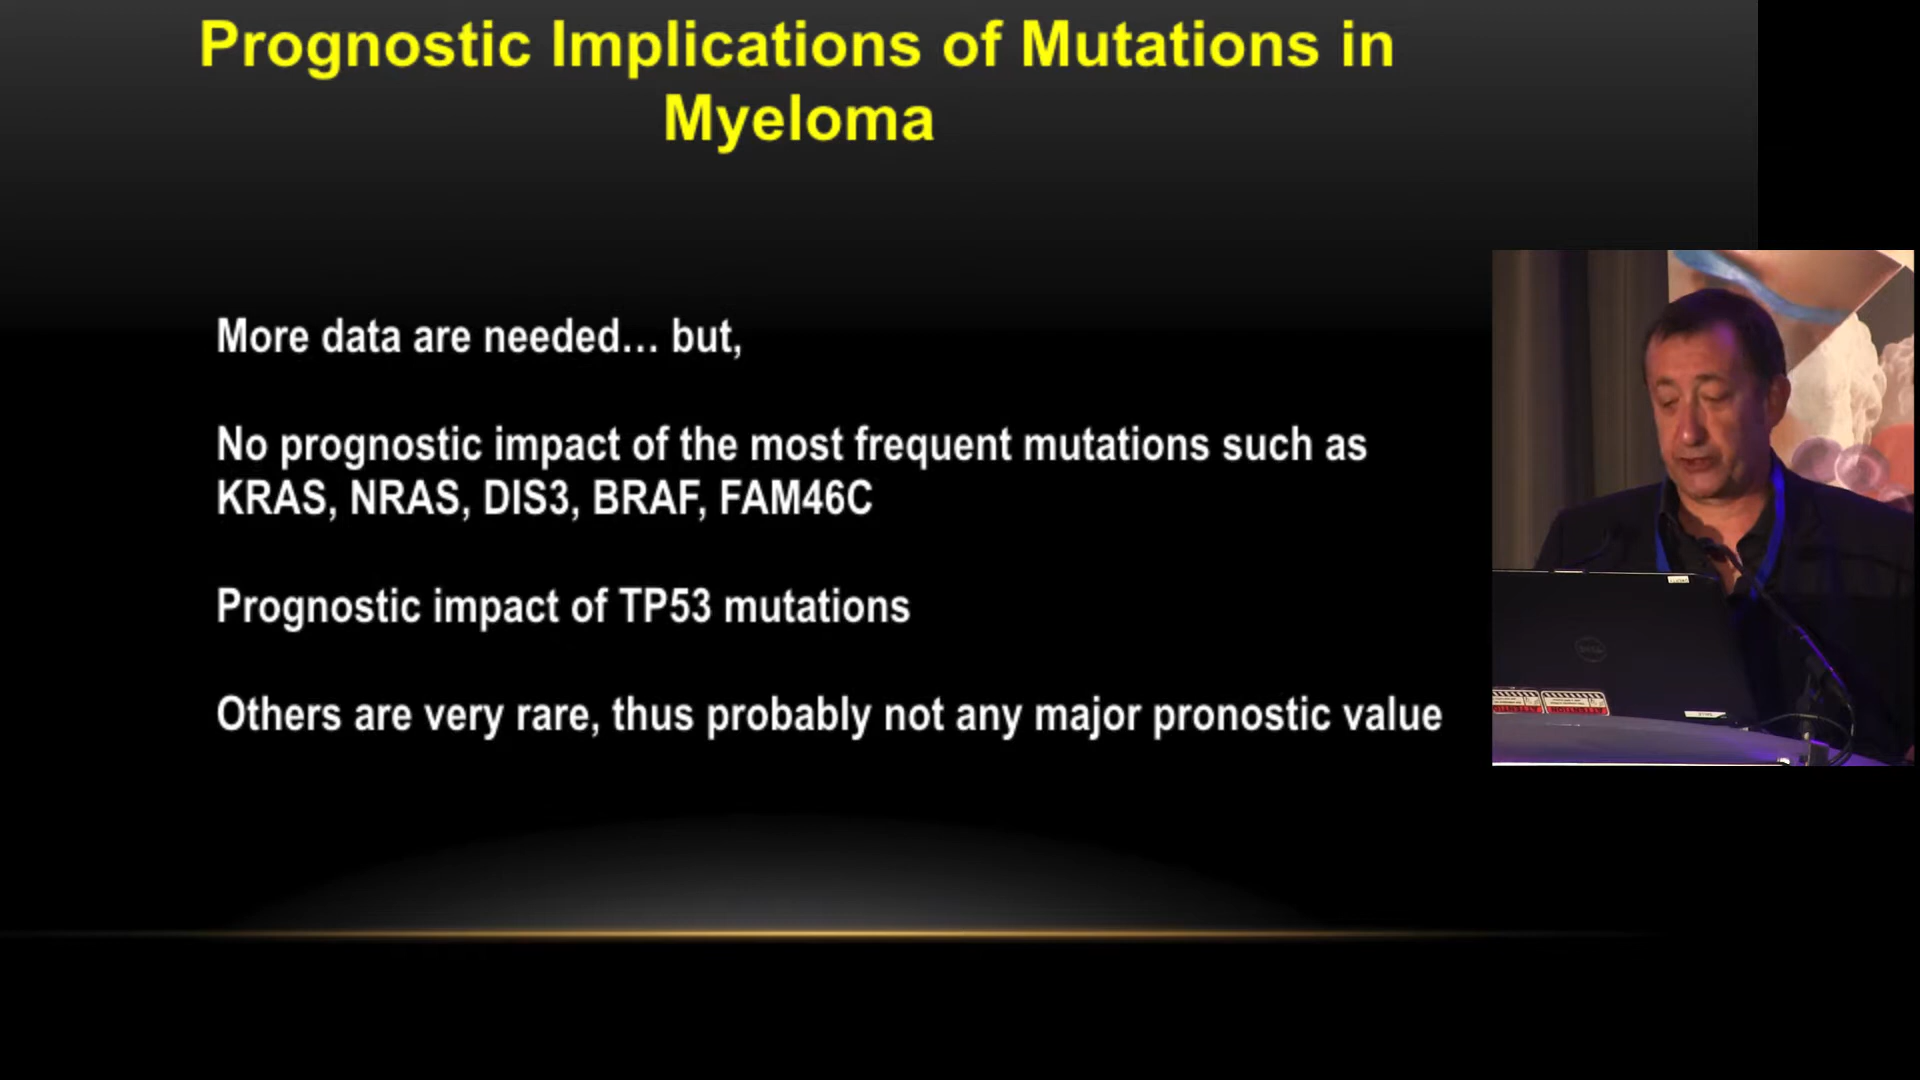 Prognostic Implications of Mutations in
Myeloma
More data are needed… but,
No prognostic impact of the most frequent mutations such as
KRAS, NRAS, DIS3, BRAF, FAM46C
Prognostic impact of TP53 mutations
Others are very rare, thus probably not any major pronostic value
DELL